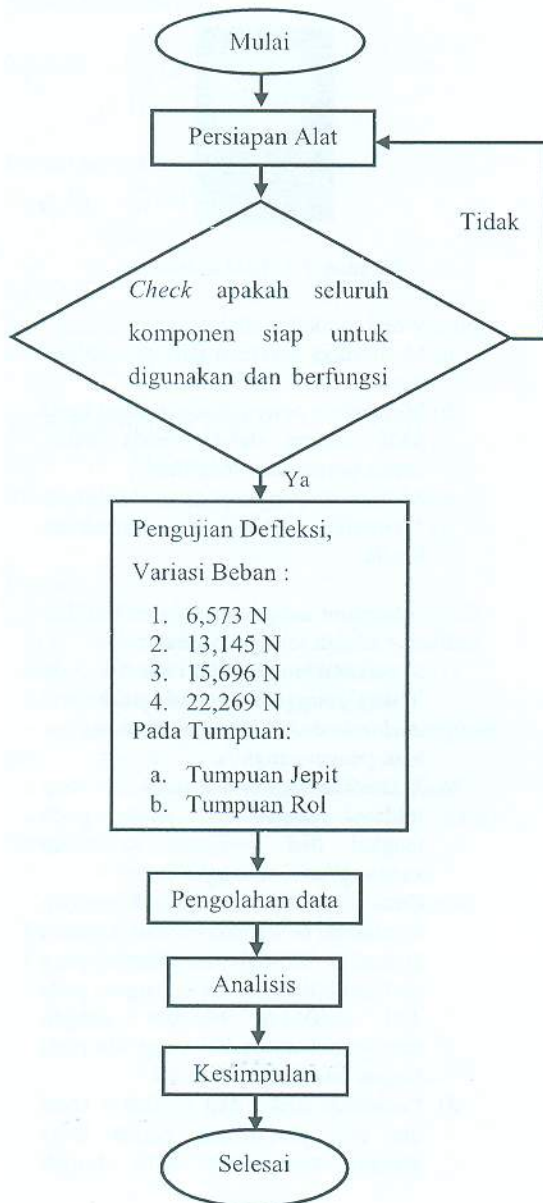 Mulai
Persiapan Alat
Tidak
Check apakah seluruh
komponen siap untuk
digunakan dan berfungsi
Ya
Pengujian Defleksi,
Variasi Beban :
1. 6,573 N
2. 13,145 N
3. 15,696 N
4. 22,269 N
Pada Tumpuan:
a. Tumpuan Jepit
b. Tumpuan Rol
Pengolahan data
Analisis
Kesimpulan
Selesai